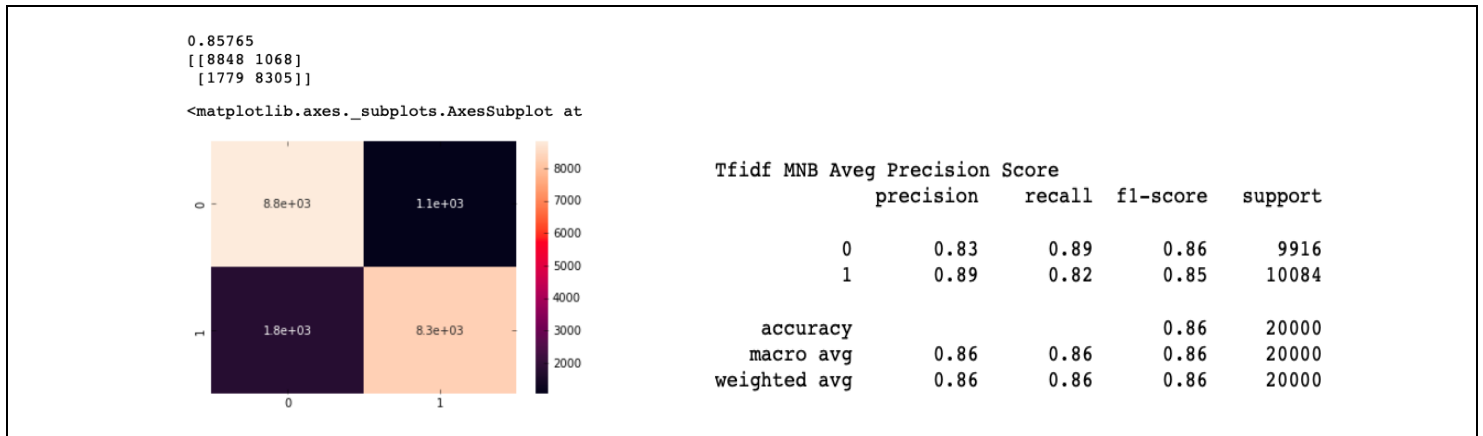 0.85765
[[8848 1068]
[1779 8305]]
<matplotlib.axes._subplots.AxesSubplot at
0
8.8e+03
1.1e+03
1
1.8e+03
8.3e+03
0
1
8000
7000
6000
5000
4000
3000
2000
Tfidf MNB Aveg Precision Score
precision recall f1-score support
0 0.83 0.89 0.86 9916
1 0.89 0.82 0.85 10084
accuracy 0.86 20000
macro avg 0.86 0.86 0.86 20000
weighted avg 0.86 0.86 0.86 20000